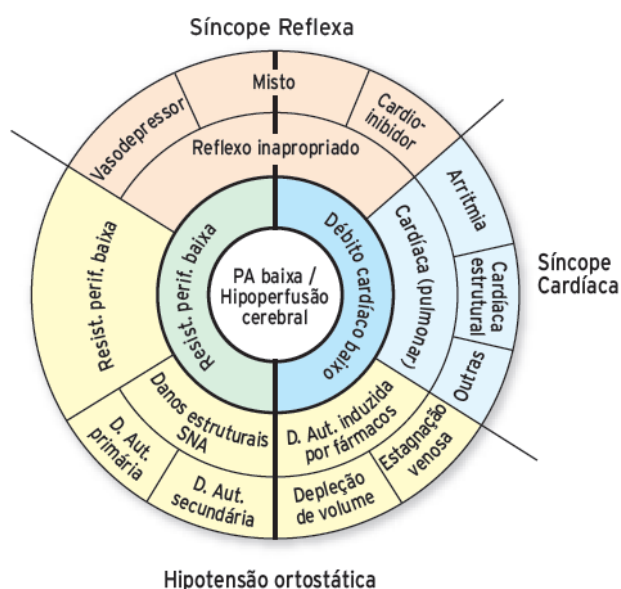 Síncope Reflexa
Misto
Vasodepressor
Cardio-
inibidor
Reflexo inapropriado
Arritmia
Cardíaca
estrutural
Outras
Cardíaca (pulmonar)
Síncope
Cardíaca
Resist. perif. baixa
Resist. perif. baixa
Débito cardíaco baixo
PA baixa /
Hipoperfusão
cerebral
Danos estruturais
SNA
D. Aut. induzida
por fármacos
D. Aut.
primária
D. Aut.
secundária
Depleção
de volume
Estagnação
venosa
Hipotensão ortostática